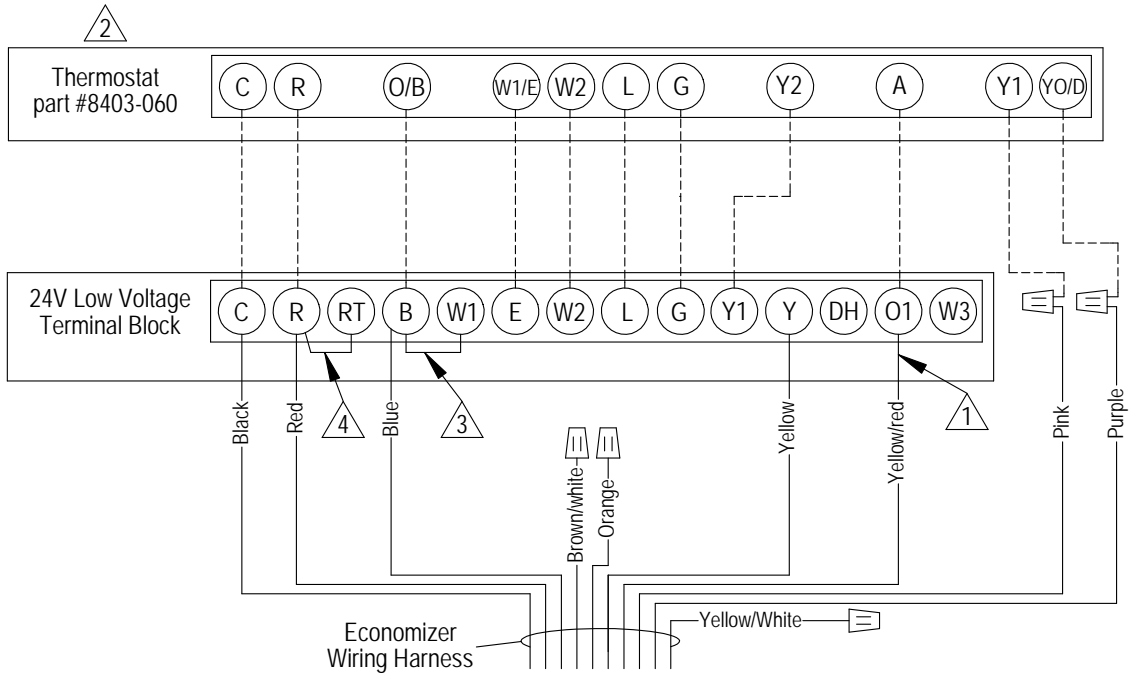 2
Thermostat
part #8403-060
C R O/B W1/E W2 L G Y2 A Y1 YO/D
24V Low Voltage
Terminal Block
C R RT B W1 E W2 L G Y1 Y DH O1 W3
4
3
1
Black
Red
Blue
Brown/white
Orange
Yellow
Yellow/red
Pink
Purple
Yellow/White
Economizer
Wiring Harness